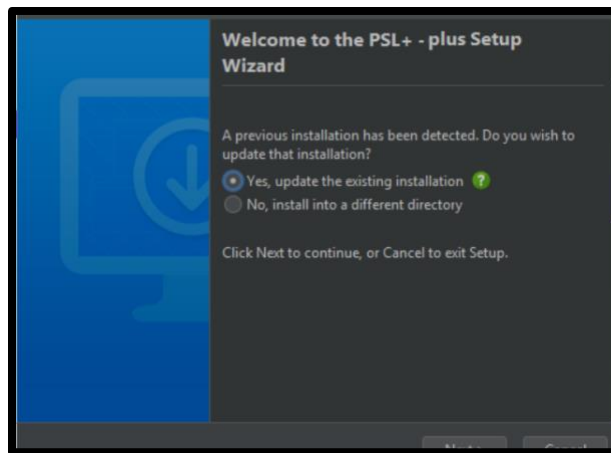 Welcome to the PSL+ - plus Setup
Wizard
A previous installation has been detected. Do you wish to
update that installation?
Yes, update the existing installation ?
No, install into a different directory
Click Next to continue, or Cancel to exit Setup.
Cancel